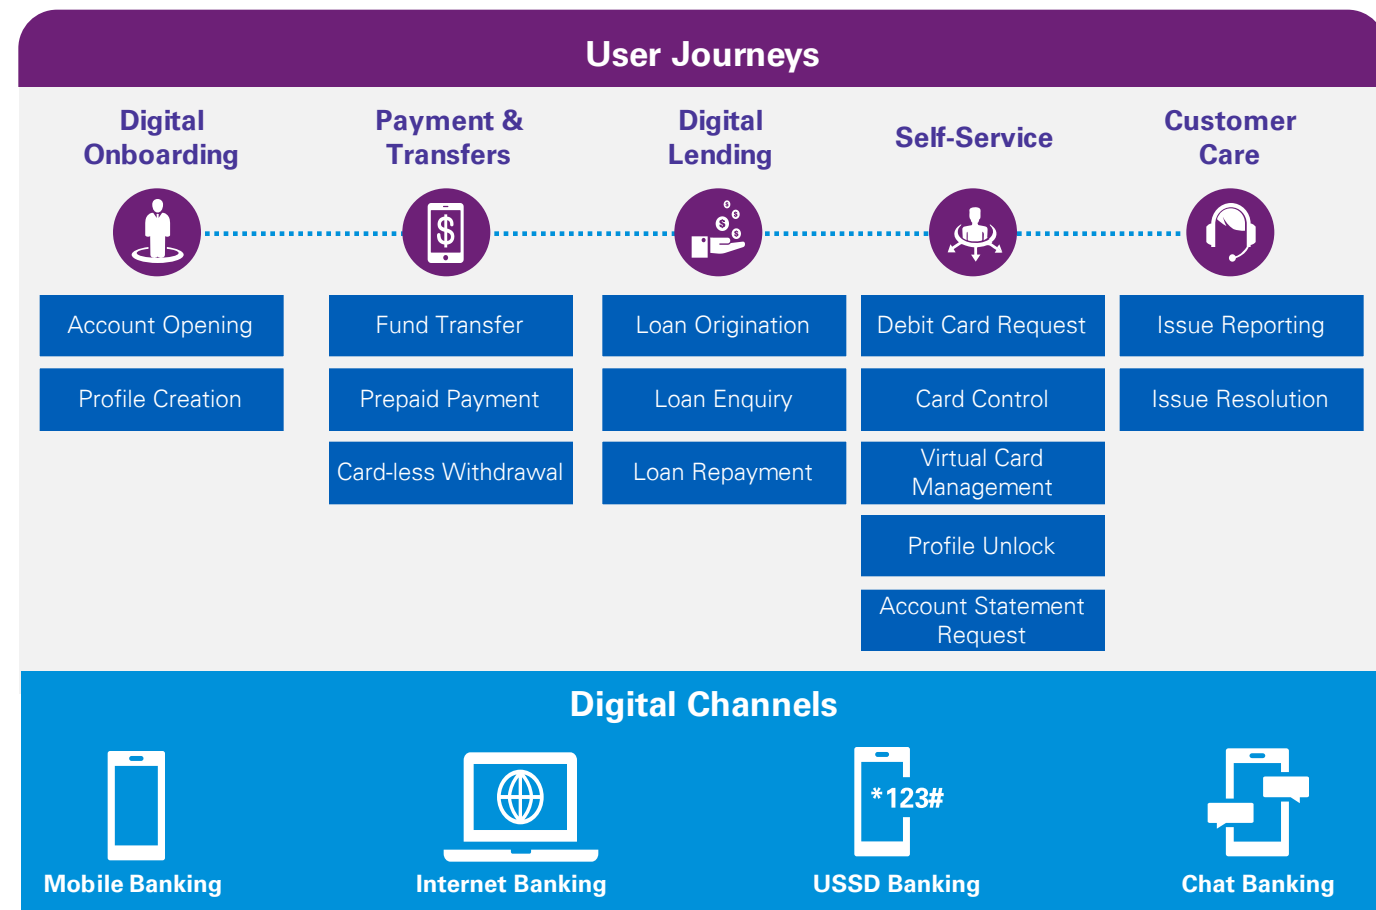 User Journeys
Digital
Onboarding
Payment &
Transfers
Digital
Lending
Self-Service
Customer
Care
$
$
$
$
$
Account Opening
Fund Transfer
Loan Origination
Debit Card Request
Issue Reporting
Profile Creation
Prepaid Payment
Loan Enquiry
Card Control
Issue Resolution
Card-less Withdrawal
Loan Repayment
Virtual Card
Management
Profile Unlock
Account Statement
Request
Digital Channels
*123#
Mobile Banking
Internet Banking
USSD Banking
Chat Banking